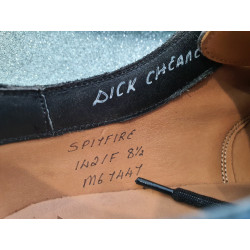 DICK CHEANE
SPITFIRE
1421F 8½
M67447